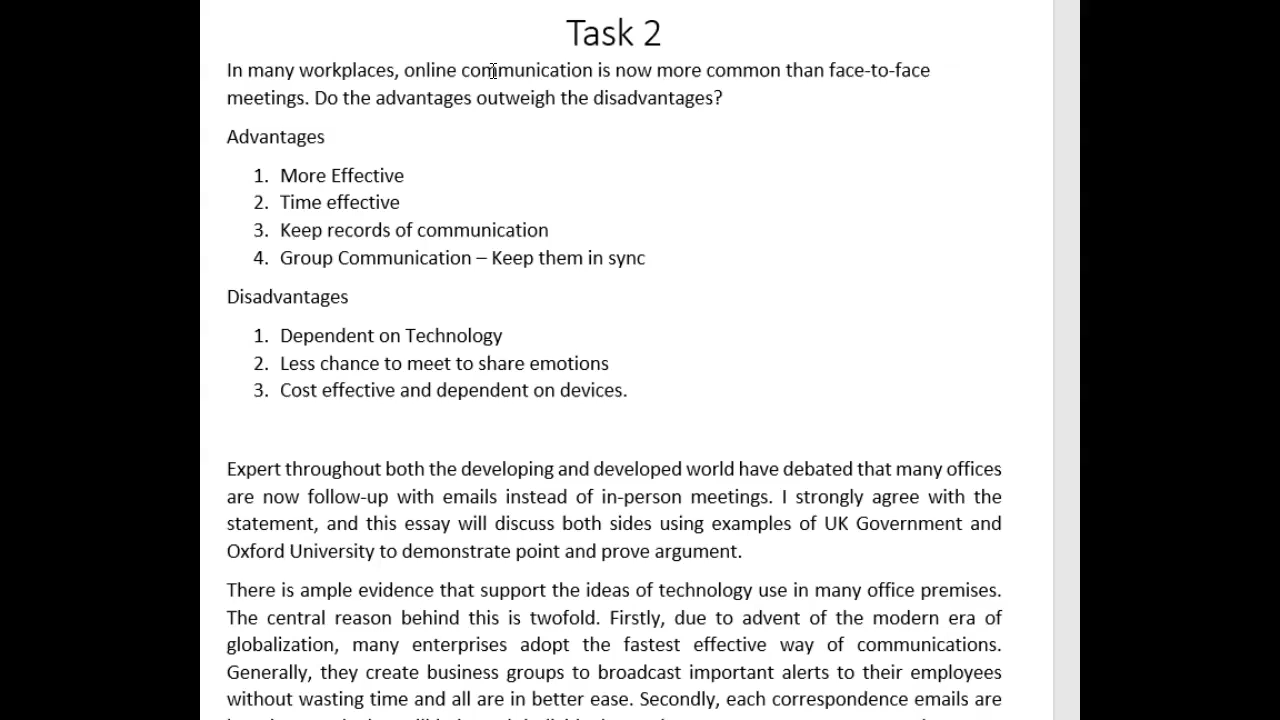 Task 2
In many workplaces, online communication is now more common than face-to-face
meetings. Do the advantages outweigh the disadvantages?
Advantages
1. More Effective
2. Time effective
3. Keep records of communication
4. Group Communication – Keep them in sync
Disadvantages
1. Dependent on Technology
2. Less chance to meet to share emotions
3. Cost effective and dependent on devices.
Expert throughout both the developing and developed world have debated that many offices
are now follow-up with emails instead of in-person meetings. I strongly agree with the
statement, and this essay will discuss both sides using examples of UK Government and
Oxford University to demonstrate point and prove argument.
There is ample evidence that support the ideas of technology use in many office premises.
The central reason behind this is twofold. Firstly, due to advent of the modern era of
globalization, many enterprises adopt the fastest effective way of communications.
Generally, they create business groups to broadcast important alerts to their employees
without wasting time and all are in better ease. Secondly, each correspondence emails are